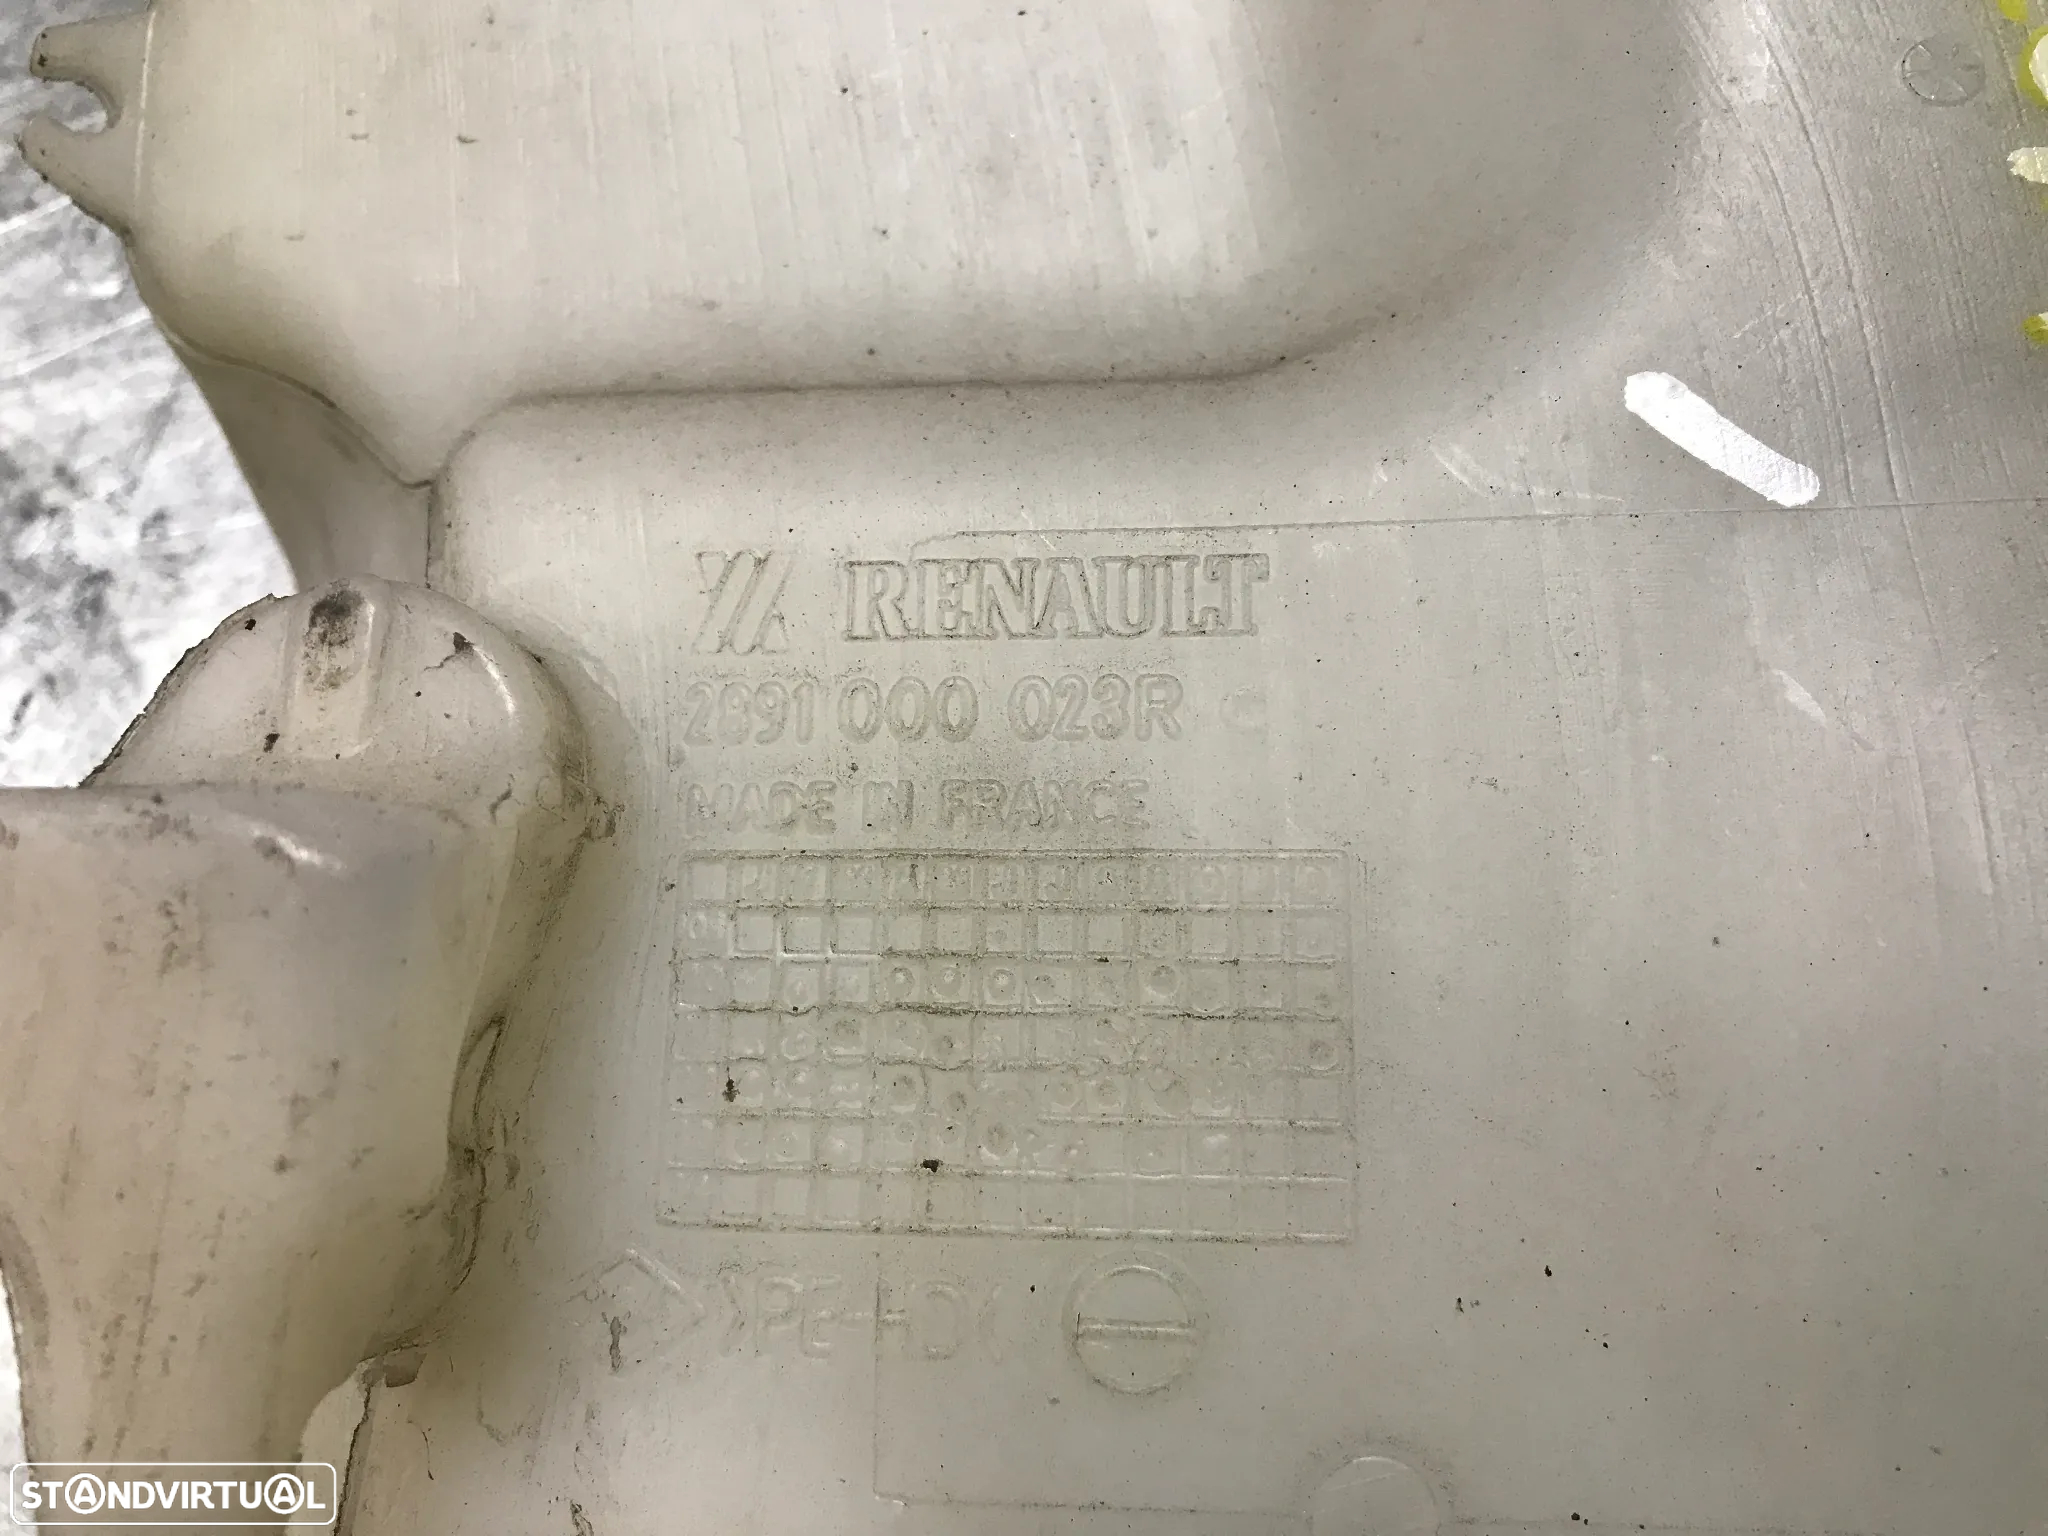 RENAULT
2891 000 023R
MADE IN FRANCE
>PE-HD<
STANDVIRTUAL